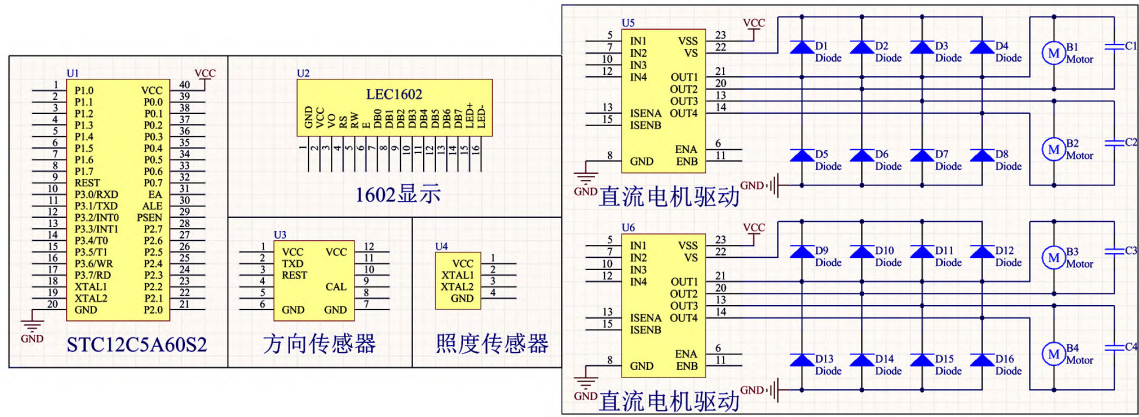 U1
VCC
1 P1.0 VCC 40
2 P1.1 P0.0 39
3 P1.2 P0.1 38
4 P1.3 P0.2 37
5 P1.4 P0.3 36
6 P1.5 P0.4 35
7 P1.6 P0.5 34
8 P1.7 P0.6 33
9 REST P0.7 32
10 P3.0/RXD EA 31
11 P3.1/TXD ALE 30
12 P3.2/INT0 PSEN 29
13 P3.3/INT1 P2.7 28
14 P3.4/T0 P2.6 27
15 P3.5/T1 P2.5 26
16 P3.6/WR P2.4 25
17 P3.7/RD P2.3 24
18 XTAL1 P2.2 23
19 XTAL2 P2.1 22
20 GND P2.0 21
GND
STC12C5A60S2
U2
LEC1602
GND VCC VO RS RW E DB0 DB1 DB2 DB3 DB4 DB5 DB6 DB7 LED+ LED-
1 2 3 4 5 6 7 8 9 10 11 12 13 14 15 16
1602显示
U3
1 VCC VCC 12
2 TXD 11
3 REST 10
4 CAL 9
5 8
6 GND GND 7
方向传感器
U4
VCC 1
XTAL1 2
XTAL2 3
GND 4
照度传感器
U5
VCC
5 IN1 VSS 23
7 IN2 VS 22
10 IN3
12 IN4 OUT1 21
OUT2 20
OUT3 13
13 ISENA OUT4 14
15 ISENB
ENA 6
8 GND ENB 11
GND
直流电机驱动
D1 Diode
D2 Diode
D3 Diode
D4 Diode
M B1 Motor
C1
D5 Diode
D6 Diode
D7 Diode
D8 Diode
M B2 Motor
C2
GND
U6
VCC
5 IN1 VSS 23
7 IN2 VS 22
10 IN3
12 IN4 OUT1 21
OUT2 20
OUT3 13
13 ISENA OUT4 14
15 ISENB
ENA 6
8 GND ENB 11
GND
直流电机驱动
D9 Diode
D10 Diode
D11 Diode
D12 Diode
M B3 Motor
C3
D13 Diode
D14 Diode
D15 Diode
D16 Diode
M B4 Motor
C4
GND